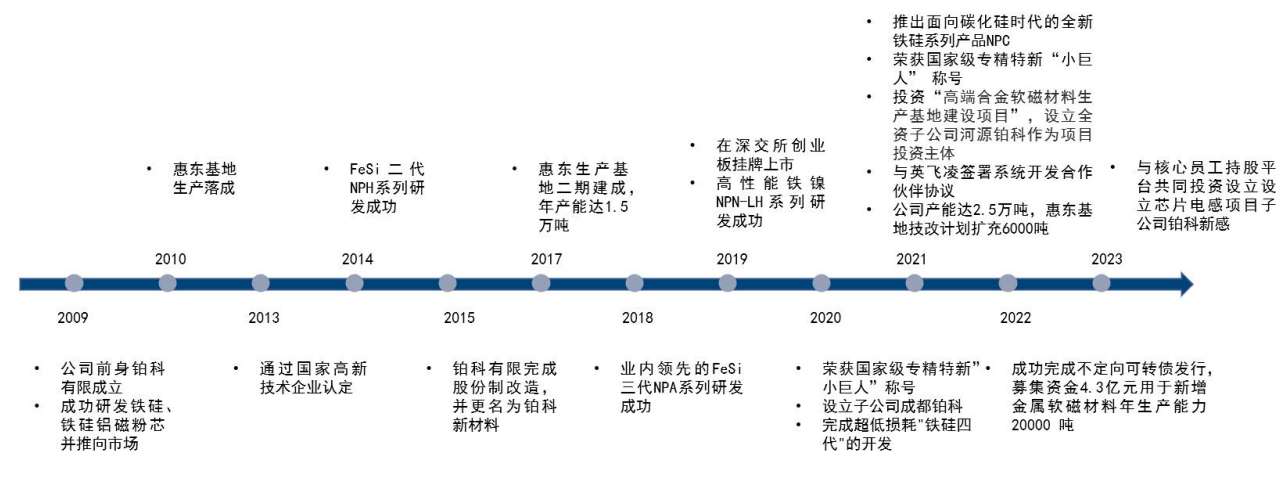 • 推出面向碳化硅时代的全新
铁硅系列产品NPC
• 荣获国家级专精特新“小巨
人” 称号
• 投资“高端合金软磁材料生
产基地建设项目”，设立全
资子公司河源铂科作为项目
投资主体
• 与英飞凌签署系统开发合作
伙伴协议
• 公司产能达2.5万吨，惠东基
地技改计划扩充6000吨
• 惠东基地
生产落成
• FeSi 二代
NPH系列研
发成功
• 惠东生产基
地二期建成，
年产能达1.5
万吨
• 在深交所创业
板挂牌上市
• 高性能铁镍
NPN-LH系列研
发成功
• 与核心员工持股平
台共同投资设立设
立芯片电感项目子
公司铂科新感
2010
2014
2017
2019
2021
2023
2009
2013
2015
2018
2020
2022
• 公司前身铂科
有限成立
• 成功研发铁硅、
铁硅铝磁粉芯
并推向市场
• 通过国家高新
技术企业认定
• 铂科有限完成
股份制改造，
并更名为铂科
新材料
• 业内领先的FeSi
三代NPA系列研发
成功
• 荣获国家级专精特新”
小巨人”称号
• 设立子公司成都铂科
• 完成超低损耗"铁硅四
代"的开发
• 成功完成不定向可转债发行，
募集资金4.3亿元用于新增
金属软磁材料年生产能力
20000 吨